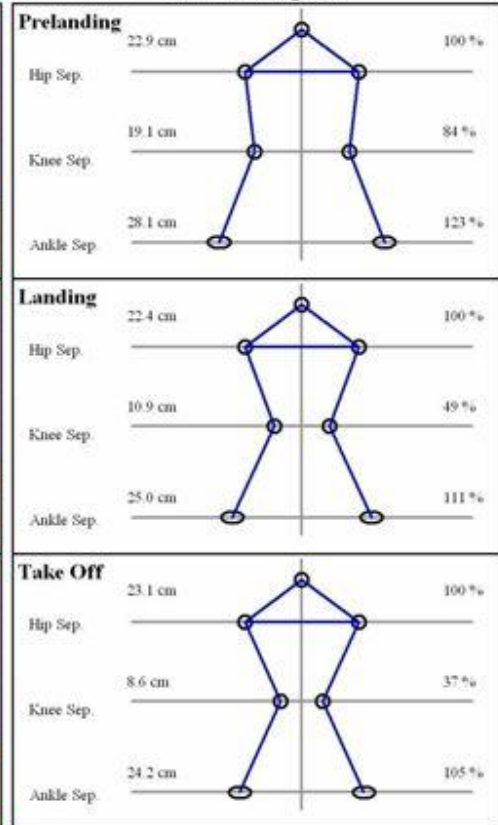 Prelanding
22.9 cm 100 %
Hip Sep.
19.1 cm 84 %
Knee Sep.
28.1 cm 123 %
Ankle Sep.
Landing
22.4 cm 100 %
Hip Sep.
10.9 cm 49 %
Knee Sep.
25.0 cm 111 %
Ankle Sep.
Take Off
23.1 cm 100 %
Hip Sep.
8.6 cm 37 %
Knee Sep.
24.2 cm 105 %
Ankle Sep.